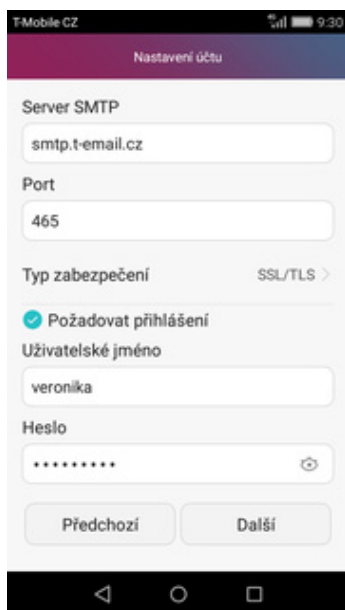 T-Mobile CZ 9:30
Nastavení účtu
Server SMTP
smtp.t-email.cz
Port
465
Typ zabezpečení SSL/TLS
Požadovat přihlášení
Uživatelské jméno
veronika
Heslo
•••••••••
Předchozí Další